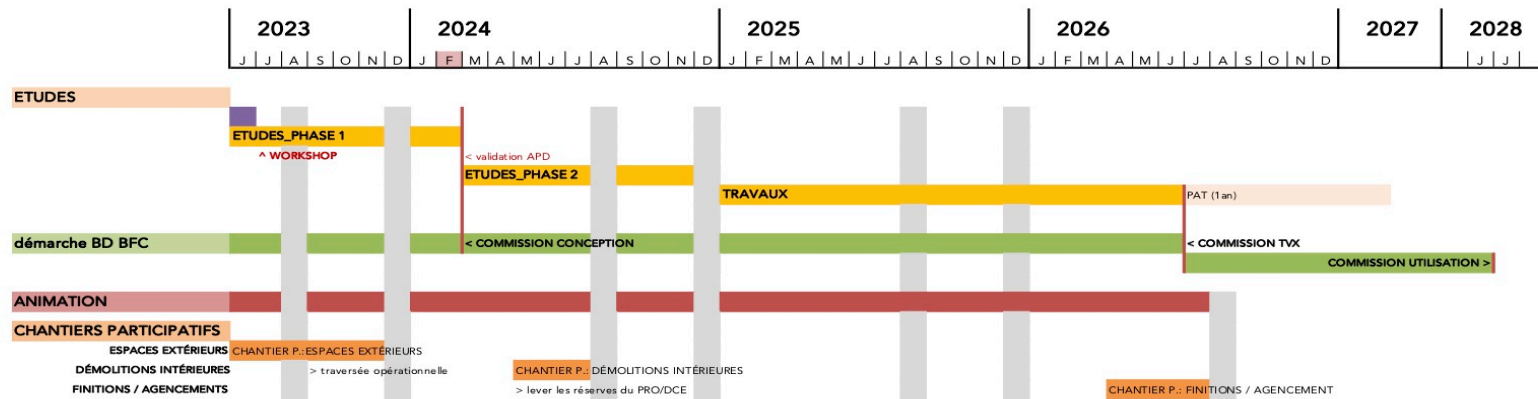 2023 2024 2025 2026 2027 2028
J J A S O N D J F M A M J J A S O N D J F M A M J J A S O N D J F M A M J J A S O N D J J
ETUDES
ETUDES_PHASE 1
^ WORKSHOP
< validation APD
ETUDES_PHASE 2
TRAVAUX
PAT (1an)
démarche BD BFC
< COMMISSION CONCEPTION
< COMMISSION TVX
COMMISSION UTILISATION >
ANIMATION
CHANTIERS PARTICIPATIFS
ESPACES EXTÉRIEURS
CHANTIER P.:ESPACES EXTÉRIEURS
DÉMOLITIONS INTÉRIEURES
> traversée opérationnelle
CHANTIER P.: DÉMOLITIONS INTÉRIEURES
FINITIONS / AGENCEMENTS
> lever les réserves du PRO/DCE
CHANTIER P.: FINITIONS / AGENCEMENT